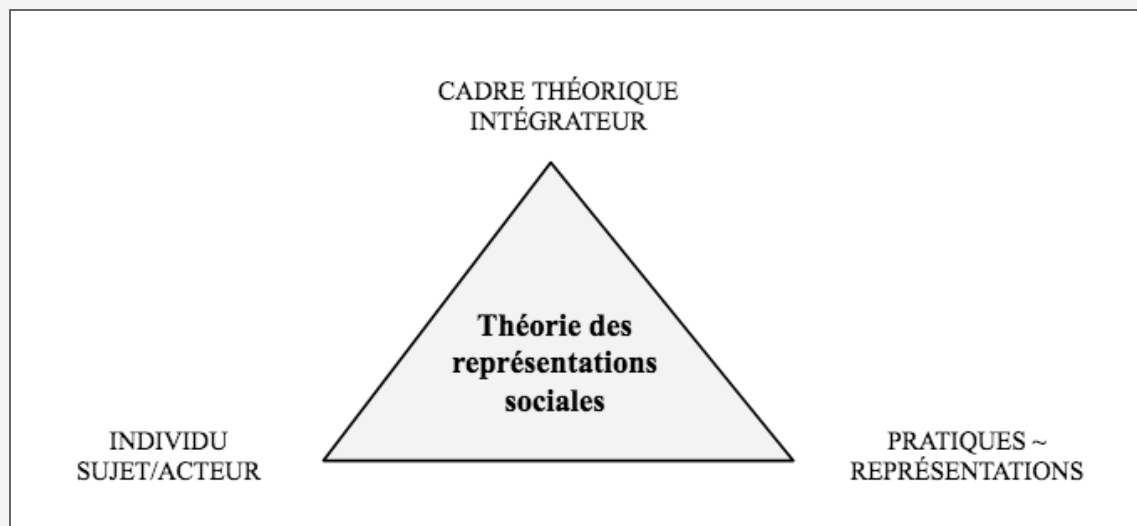 CADRE THÉORIQUE
INTÉGRATEUR
Théorie des
représentations
sociales
INDIVIDU
SUJET/ACTEUR
PRATIQUES ~
REPRÉSENTATIONS